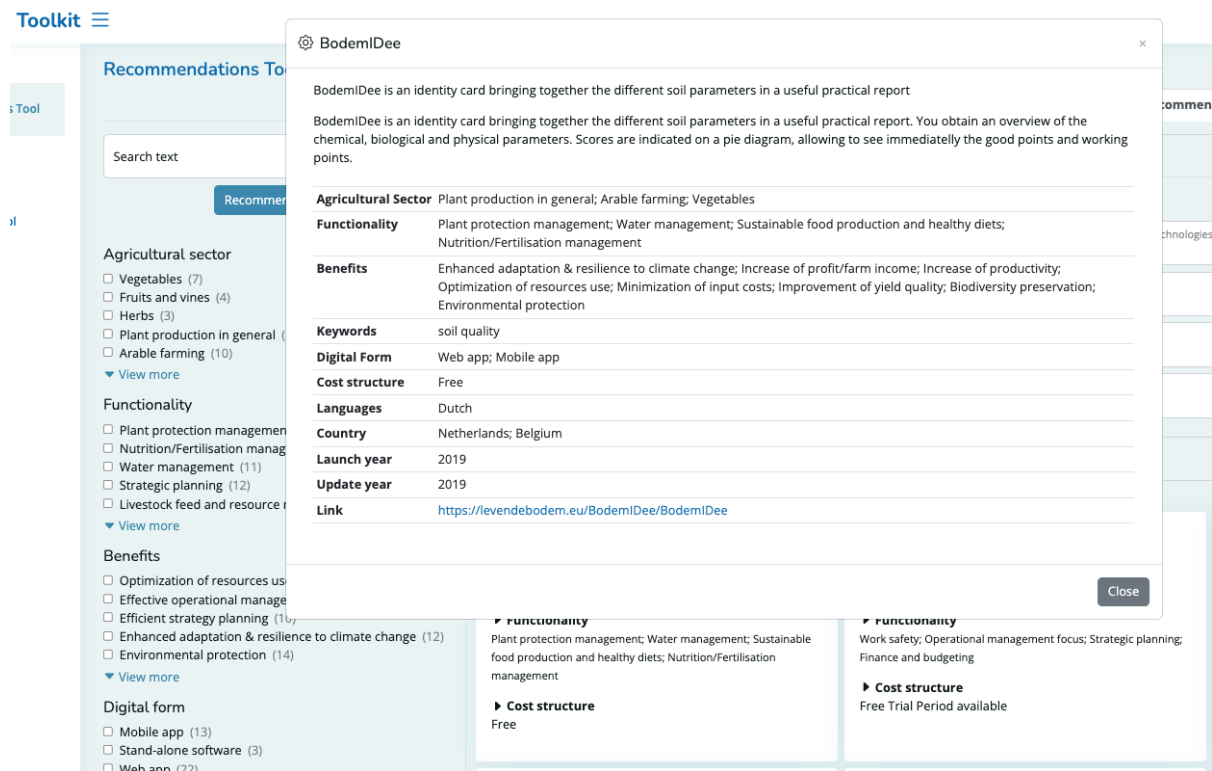 Toolkit
BodemIDee
×
Recommendations To
s Tool
BodemIDee is an identity card bringing together the different soil parameters in a useful practical report
commen
BodemIDee is an identity card bringing together the different soil parameters in a useful practical report. You obtain an overview of the
chemical, biological and physical parameters. Scores are indicated on a pie diagram, allowing to see immediatelly the good points and working
points.
Search text
Recommen
ol
Agricultural Sector Plant production in general; Arable farming; Vegetables
Functionality Plant protection management; Water management; Sustainable food production and healthy diets;
Nutrition/Fertilisation management
chnologies
Benefits Enhanced adaptation & resilience to climate change; Increase of profit/farm income; Increase of productivity;
Optimization of resources use; Minimization of input costs; Improvement of yield quality; Biodiversity preservation;
Environmental protection
Keywords soil quality
Digital Form Web app; Mobile app
Cost structure Free
Languages Dutch
Country Netherlands; Belgium
Launch year 2019
Update year 2019
Link https://levendebodem.eu/BodemIDee/BodemIDee
Close
Agricultural sector
Vegetables (7)
Fruits and vines (4)
Herbs (3)
Plant production in general (
Arable farming (10)
View more
Functionality
Plant protection managemen
Nutrition/Fertilisation manag
Water management (11)
Strategic planning (12)
Livestock feed and resource
View more
Benefits
Optimization of resources us
Effective operational manage
Efficient strategy planning (10)
Enhanced adaptation & resilience to climate change (12)
Environmental protection (14)
View more
Digital form
Mobile app (13)
Stand-alone software (3)
Web app (22)
Functionality
Plant protection management; Water management; Sustainable
food production and healthy diets; Nutrition/Fertilisation
management
Cost structure
Free
Functionality
Work safety; Operational management focus; Strategic planning;
Finance and budgeting
Cost structure
Free Trial Period available